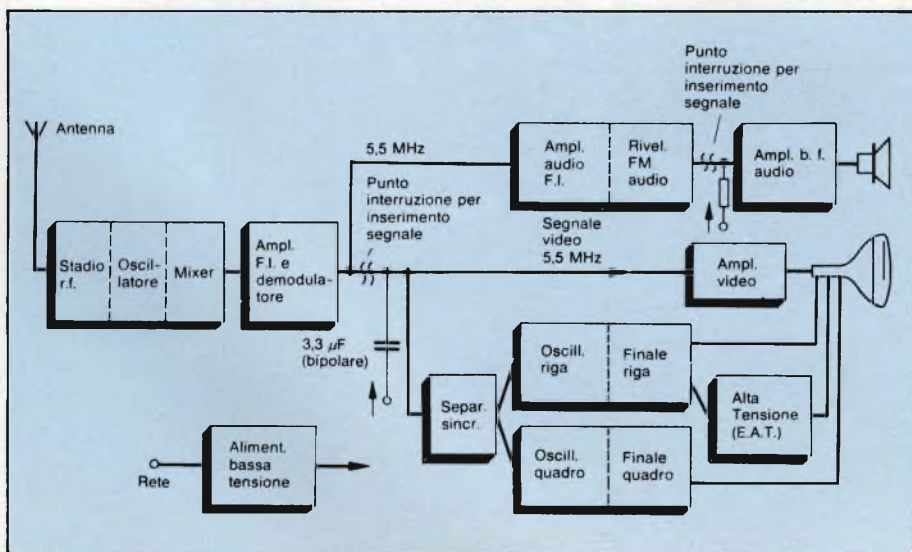 Punto
interruzione per
inserimento
segnale
Antenna
5,5 MHz
Punto
interruzione per
inserimento
segnale
Ampl.
audio
F.I.
Rivel.
FM
audio
Ampl. b. f.
audio
Segnale
video
5,5 MHz
Stadio
r.f.
Oscil-
latore
Mixer
Ampl.
F.I. e
demodula-
tore
Ampl.
video
3,3 µF
(bipolare)
Oscill.
riga
Finale
riga
Separ.
sincr.
Alta
Tensione
(E.A.T.)
Aliment.
bassa
tensione
Rete
Oscill.
quadro
Finale
quadro